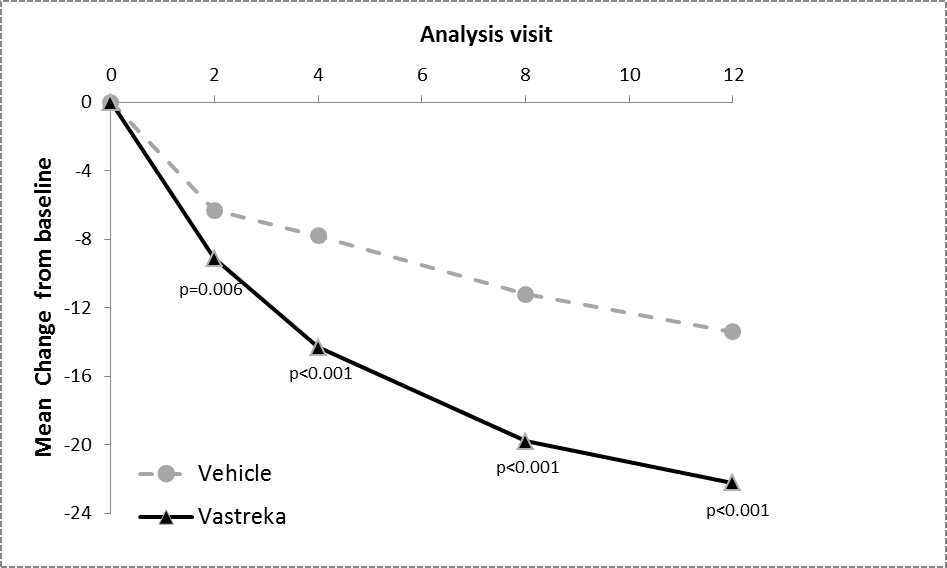 Analysis visit
0 2 4 6 8 10 12
0
-4
-8
-12
-16
-20
-24
Mean Change from baseline
p=0.006
p<0.001
p<0.001
p<0.001
Vehicle
Vastreka